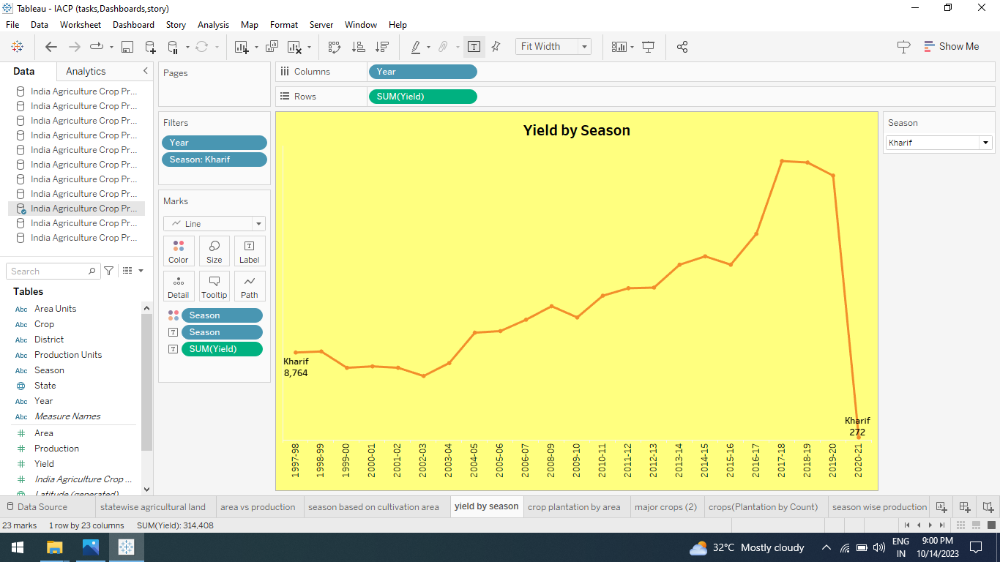 Tableau - IACP (tasks,Dashboards,story)
File Data Worksheet Dashboard Story Analysis Map Format Server Window Help
Fit Width
Show Me
Data Analytics
India Agriculture Crop Pr...
India Agriculture Crop Pr...
India Agriculture Crop Pr...
India Agriculture Crop Pr...
India Agriculture Crop Pr...
India Agriculture Crop Pr...
India Agriculture Crop Pr...
India Agriculture Crop Pr...
India Agriculture Crop Pr...
India Agriculture Crop Pr...
India Agriculture Crop Pr...
Search
Tables
Abc Area Units
Abc Crop
Abc District
Abc Production Units
Abc Season
State
Abc Year
Abc Measure Names
# Area
# Production
# Yield
# India Agriculture Crop ...
Latitude (generated)
Pages
Filters
Year
Season: Kharif
Marks
Line
Color Size Label
Detail Tooltip Path
Season
Season
SUM(Yield)
Columns Year
Rows SUM(Yield)
Yield by Season
Kharif
8,764
Kharif
272
1997-98 1998-99 1999-00 2000-01 2001-02 2002-03 2003-04 2004-05 2005-06 2006-07 2008-09 2009-10 2010-11 2011-12 2012-13 2013-14 2014-15 2015-16 2016-17 2017-18 2018-19 2019-20 2020-21
Season
Kharif
Data Source statewise agricultural land area vs production season based on cultivation area yield by season crop plantation by area major crops (2) crops(Plantation by Count) season wise production
23 marks 1 row by 23 columns SUM(Yield): 314,408
32°C Mostly cloudy
ENG
IN
9:00 PM
10/14/2023